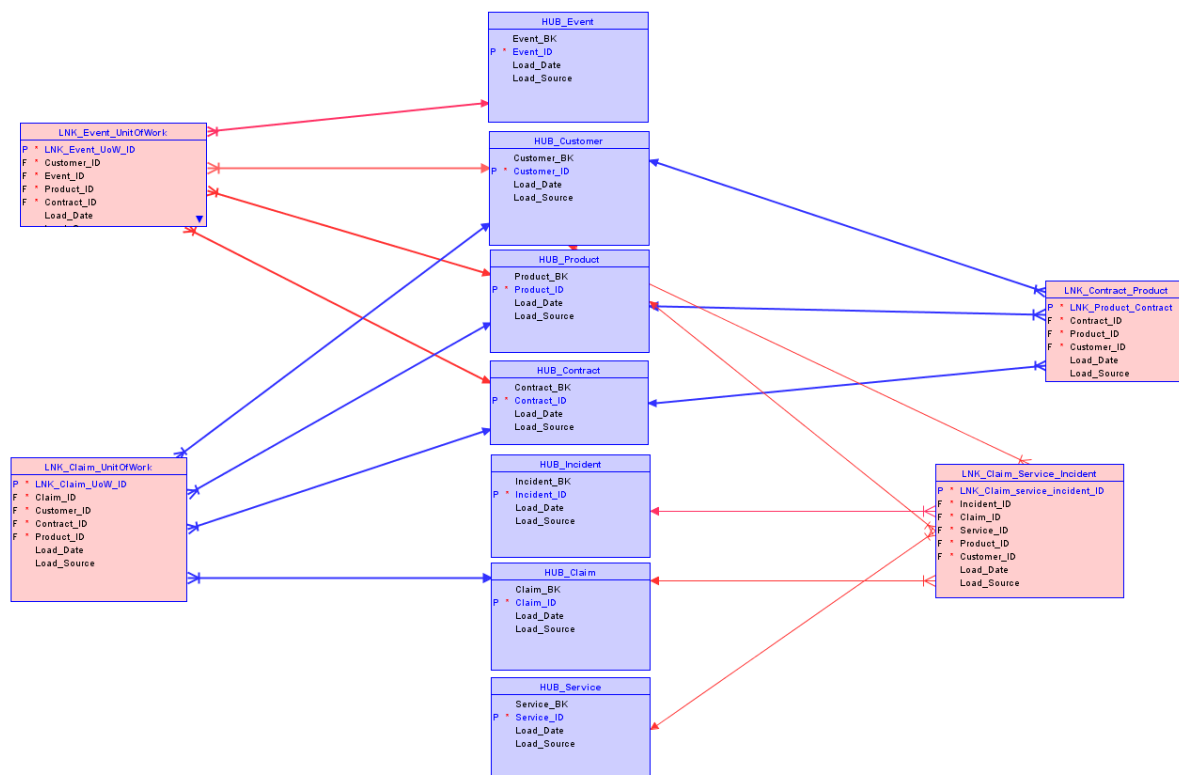 HUB_Event
Event_BK
P * Event_ID
Load_Date
Load_Source
LNK_Event_UnitOfWork
P * LNK_Event_UoW_ID
F * Customer_ID
F * Event_ID
F * Product_ID
F * Contract_ID
Load_Date
HUB_Customer
Customer_BK
P * Customer_ID
Load_Date
Load_Source
HUB_Product
Product_BK
P * Product_ID
Load_Date
Load_Source
LNK_Contract_Product
P * LNK_Product_Contract
F * Contract_ID
F * Product_ID
F * Customer_ID
Load_Date
Load_Source
HUB_Contract
Contract_BK
P * Contract_ID
Load_Date
Load_Source
LNK_Claim_UnitOfWork
P * LNK_Claim_UoW_ID
F * Claim_ID
F * Customer_ID
F * Contract_ID
F * Product_ID
Load_Date
Load_Source
HUB_Incident
Incident_BK
P * Incident_ID
Load_Date
Load_Source
LNK_Claim_Service_Incident
P * LNK_Claim_service_incident_ID
F * Incident_ID
F * Claim_ID
F * Service_ID
F * Product_ID
F * Customer_ID
Load_Date
Load_Source
HUB_Claim
Claim_BK
P * Claim_ID
Load_Date
Load_Source
HUB_Service
Service_BK
P * Service_ID
Load_Date
Load_Source